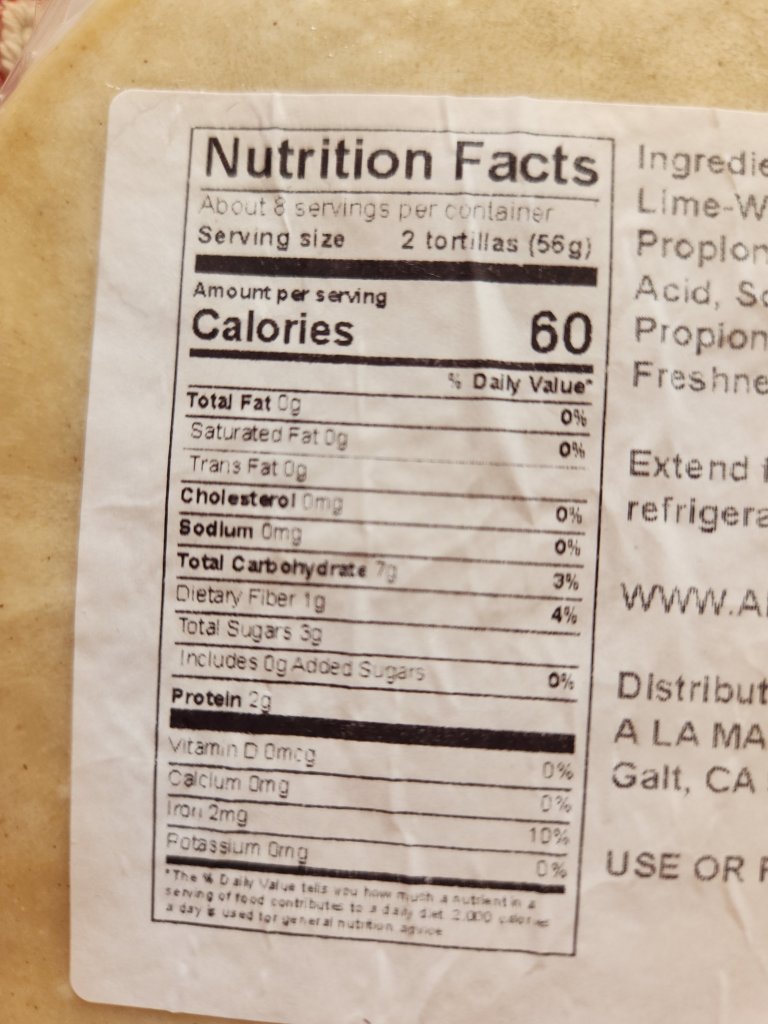 Nutrition Facts
About 8 servings per container
Serving size 2 tortillas (56g)
Amount per serving
Calories 60
% Daily Value*
Total Fat 0g 0%
Saturated Fat 0g 0%
Trans Fat 0g
Cholesterol 0mg 0%
Sodium 0mg 0%
Total Carbohydrate 7g 3%
Dietary Fiber 1g 4%
Total Sugars 3g
Includes 0g Added Sugars 0%
Protein 2g
Vitamin D 0mcg 0%
Calcium 0mg 0%
Iron 2mg 10%
Potassium 0mg 0%
*The % Daily Value tells you how much a nutrient in a
serving of food contributes to a daily diet. 2,000 calories
a day is used for general nutrition advice
Ingredie
Lime-W
Propion
Acid, So
Propion
Freshne
Extend
refrigera
WWW.A
Distribut
A LA MA
Galt, CA
USE OR F